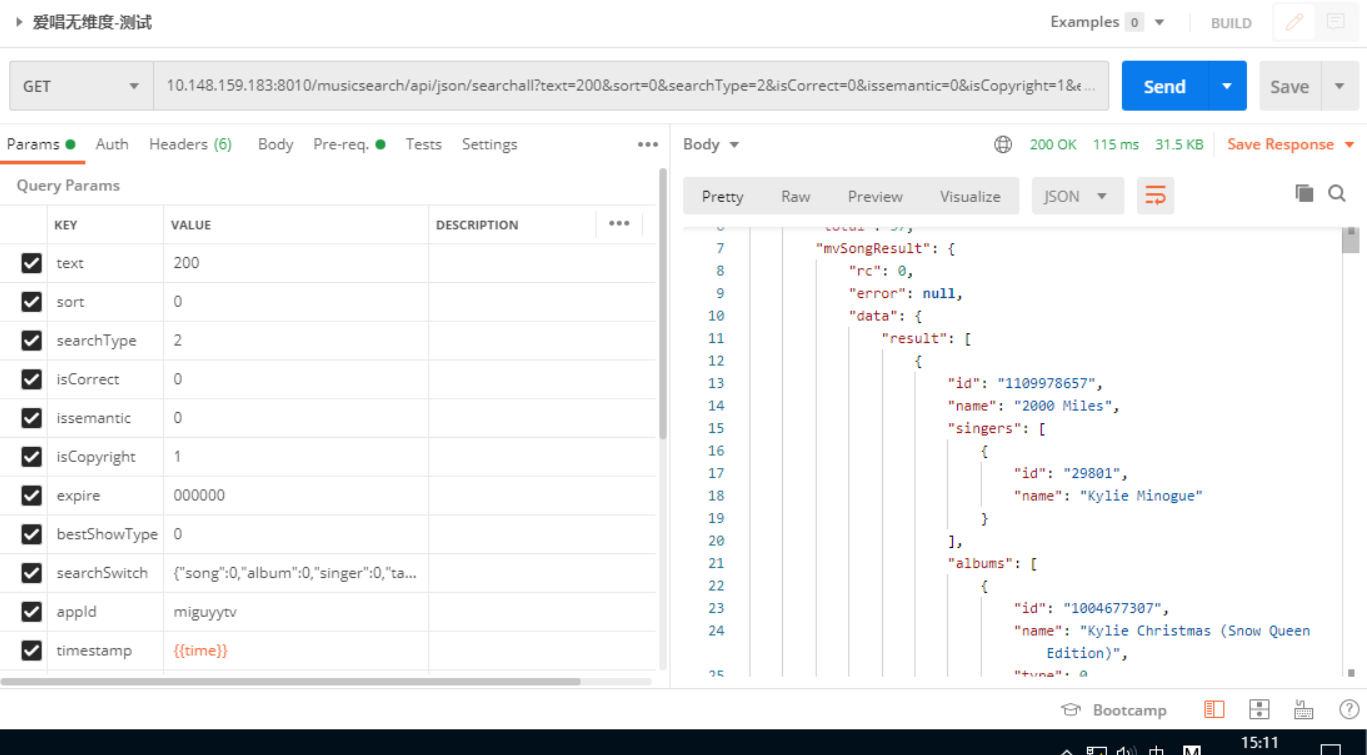 爱唱无维度-测试
Examples 0
BUILD
GET
10.148.159.183:8010/musicsearch/api/json/searchall?text=200&sort=0&searchType=2&isCorrect=0&issemantic=0&isCopyright=1&e ...
Send
Save
Params
Auth
Headers (6)
Body
Pre-req.
Tests
Settings
Query Params
KEY VALUE DESCRIPTION
text 200
sort 0
searchType 2
isCorrect 0
issemantic 0
isCopyright 1
expire 000000
bestShowType 0
searchSwitch {"song":0,"album":0,"singer":0,"ta...
appId miguyytv
timestamp {{time}}
Body
200 OK 115 ms 31.5 KB Save Response
Pretty Raw Preview Visualize JSON
6 "total": 57,
7 "mvSongResult": {
8 "rc": 0,
9 "error": null,
10 "data": {
11 "result": [
12 {
13 "id": "1109978657",
14 "name": "2000 Miles",
15 "singers": [
16 {
17 "id": "29801",
18 "name": "Kylie Minogue"
19 }
20 ],
21 "albums": [
22 {
23 "id": "1004677307",
24 "name": "Kylie Christmas (Snow Queen
Edition)",
25 "type": 0
Bootcamp
中 M 15:11